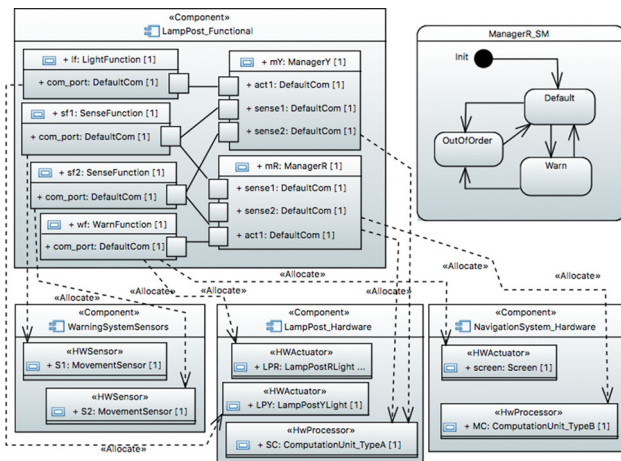 «Component»
LampPost_Functional
lf: LightFunction [1]
+ com_port: DefaultCom [1]
+ sf1: SenseFunction [1]
+ com_port: DefaultCom [1]
+ sf2: SenseFunction [1]
+ com_port: DefaultCom [1]
+ wf: WarnFunction [1]
+ com_port: DefaultCom [1]
+ mY: ManagerY [1]
+ act1: DefaultCom [1]
+ sense1: DefaultCom [1]
+ sense2: DefaultCom [1]
+ mR: ManagerR [1]
+ sense1: DefaultCom [1]
+ sense2: DefaultCom [1]
+ act1: DefaultCom [1]
ManagerR_SM
Init
Default
OutOfOrder
Warn
«Allocate»
«Allocate»
«Allocate»
«Allocate»
«Allocate»
«Allocate»
«Allocate»
«Component»
WarningSystemSensors
«HWSensor»
+ S1: MovementSensor [1]
«HWSensor»
+ S2: MovementSensor [1]
«Component»
LampPost_Hardware
«HWActuator»
+ LPR: LampPostRLight ...
«HWActuator»
+ LPY: LampPostYLight [1]
«HwProcessor»
+ SC: ComputationUnit_TypeA [1]
«Component»
NavigationSystem_Hardware
«HWActuator»
+ screen: Screen [1]
«HwProcessor»
+ MC: ComputationUnit_TypeB [1]
«Allocate»